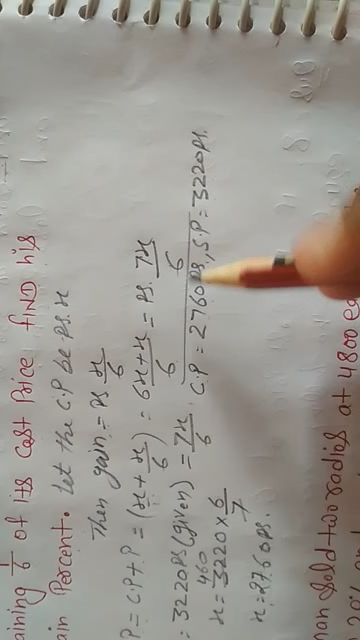 aining 1/6 of its Cost Price find his
ain Percent. Let the C.P be Rs. x
Then gain = Rs x/6
P = C.P + P = (x + x/6) = 6x+x/6 = Rs. 7x/6
= 3220 Rs (given) = 7x/6
C.P = 2760 Rs, S.P = 3220 Rs.
460
x = 3220 × 6/7
x = 2760 Rs.
man sold two radios at 4800 ea